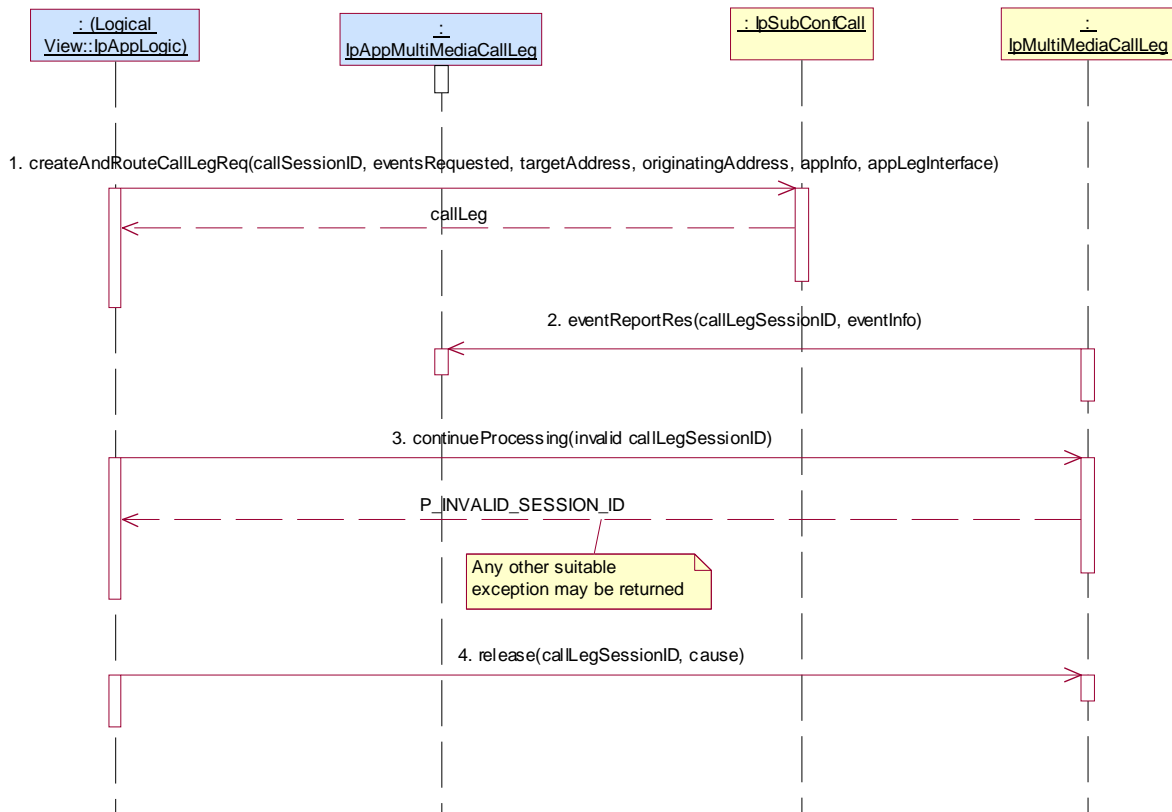 : (Logical
View::IpAppLogic)
:
IpAppMultiMediaCallLeg
: IpSubConfCall
:
IpMultiMediaCallLeg
1. createAndRouteCallLegReq(callSessionID, eventsRequested, targetAddress, originatingAddress, appInfo, appLegInterface)
callLeg
2. eventReportRes(callLegSessionID, eventInfo)
3. continueProcessing(invalid callLegSessionID)
P_INVALID_SESSION_ID
Any other suitable
exception may be returned
4. release(callLegSessionID, cause)